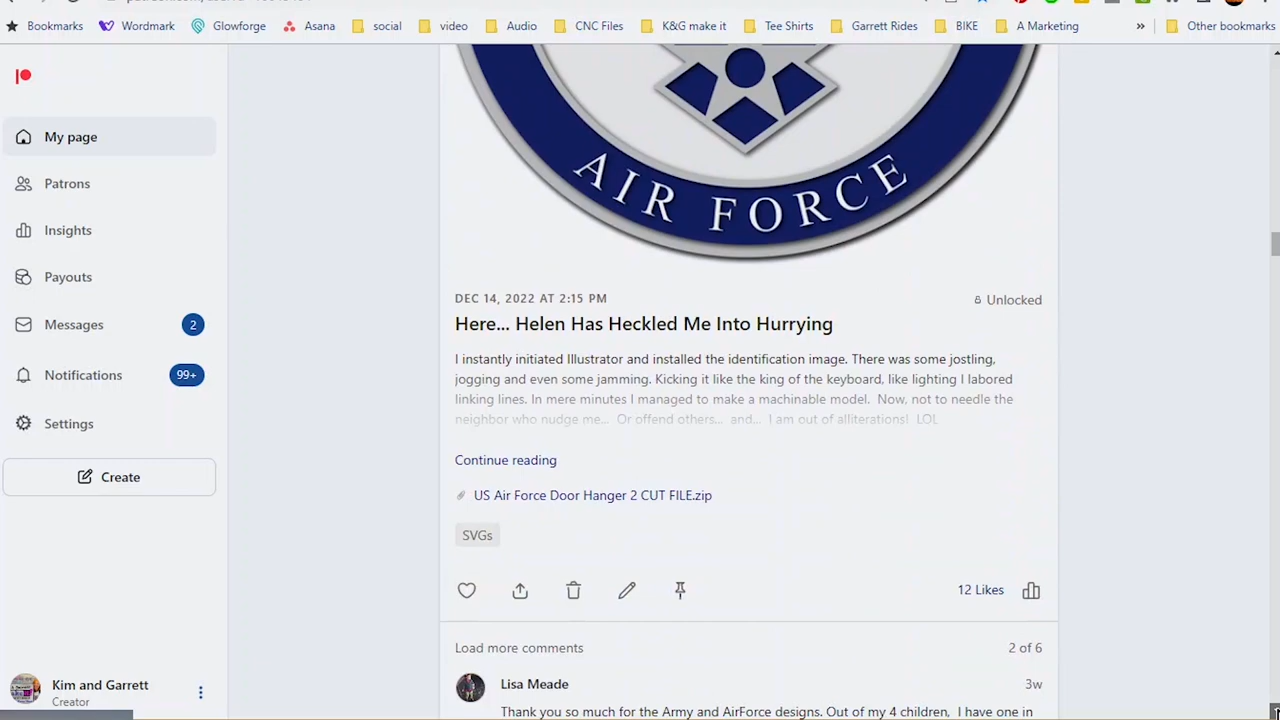 Bookmarks
Wordmark
Glowforge
Asana
social
video
Audio
CNC Files
K&G make it
Tee Shirts
Garrett Rides
BIKE
A Marketing
»
Other bookmarks
My page
Patrons
Insights
Payouts
Messages
2
Notifications
99+
Settings
Create
Kim and Garrett
Creator
AIR FORCE
DEC 14, 2022 AT 2:15 PM
Unlocked
Here... Helen Has Heckled Me Into Hurrying
I instantly initiated Illustrator and installed the identification image. There was some jostling,
jogging and even some jamming. Kicking it like the king of the keyboard, like lighting I labored
linking lines. In mere minutes I managed to make a machinable model. Now, not to needle the
neighbor who nudge me... Or offend others... and... I am out of alliterations! LOL
Continue reading
US Air Force Door Hanger 2 CUT FILE.zip
SVGs
12 Likes
Load more comments
2 of 6
Lisa Meade
3w
Thank you so much for the Army and AirForce designs. Out of my 4 children, I have one in